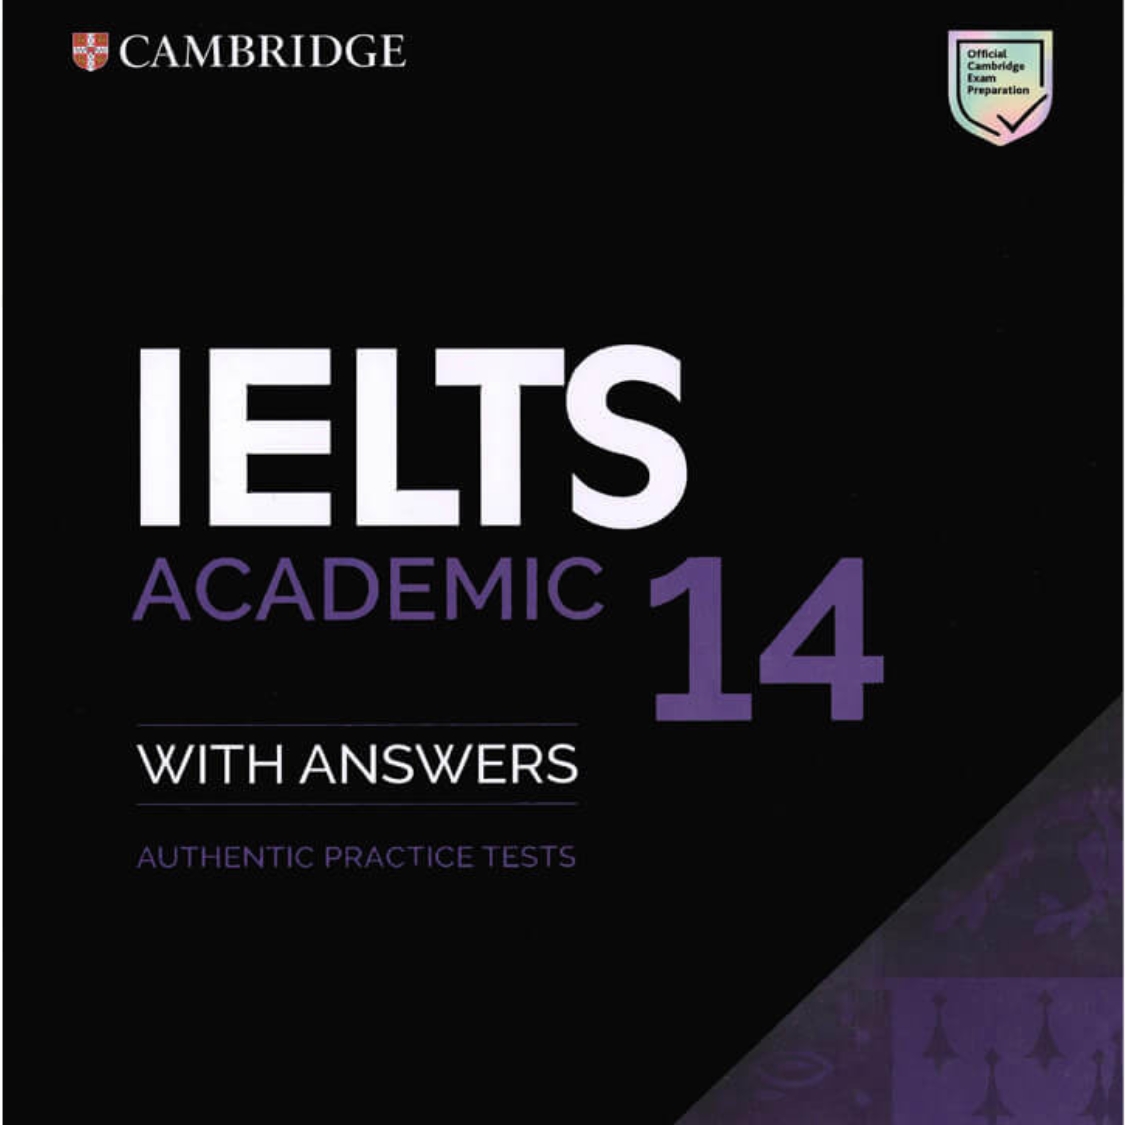 CAMBRIDGE
Official
Cambridge
Exam
Preparation
IELTS
ACADEMIC 14
WITH ANSWERS
AUTHENTIC PRACTICE TESTS